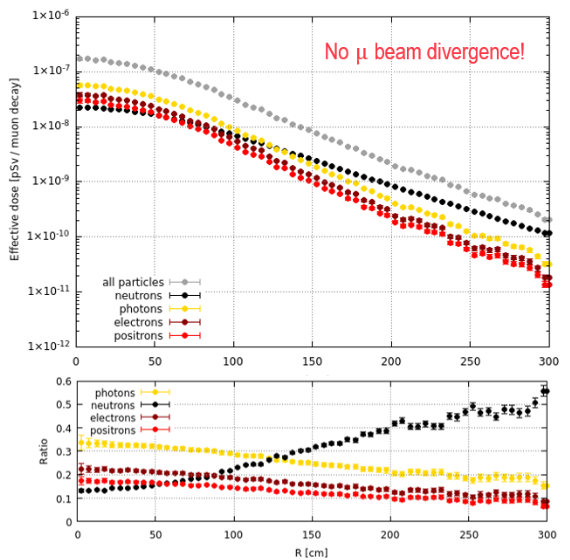 No μ beam divergence!
Effective dose [pSv / muon decay]
1×10-6
1×10-7
1×10-8
1×10-9
1×10-10
1×10-11
1×10-12
all particles
neutrons
photons
electrons
positrons
0 50 100 150 200 250 300
Ratio
0.6
0.5
0.4
0.3
0.2
0.1
0
photons
neutrons
electrons
positrons
0 50 100 150 200 250 300
R [cm]